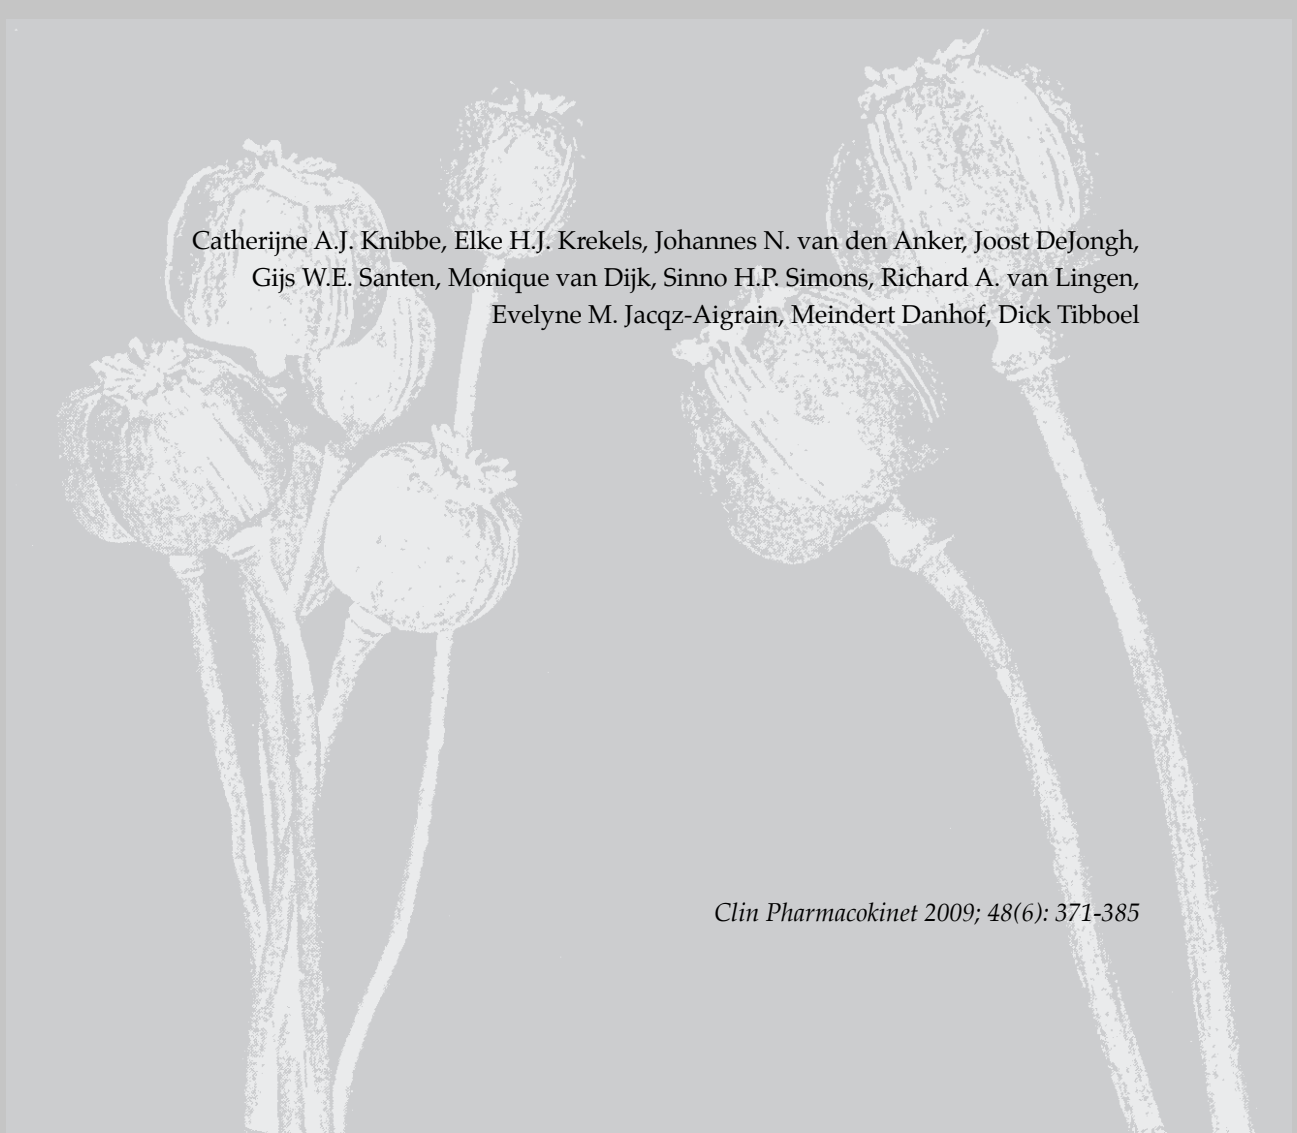 Catherijne A.J. Knibbe, Elke H.J. Krekels, Johannes N. van den Anker, Joost DeJongh,
Gijs W.E. Santen, Monique van Dijk, Sinno H.P. Simons, Richard A. van Lingen,
Evelyne M. Jacqz-Aigrain, Meindert Danhof, Dick Tibboel
Clin Pharmacokinet 2009; 48(6): 371-385